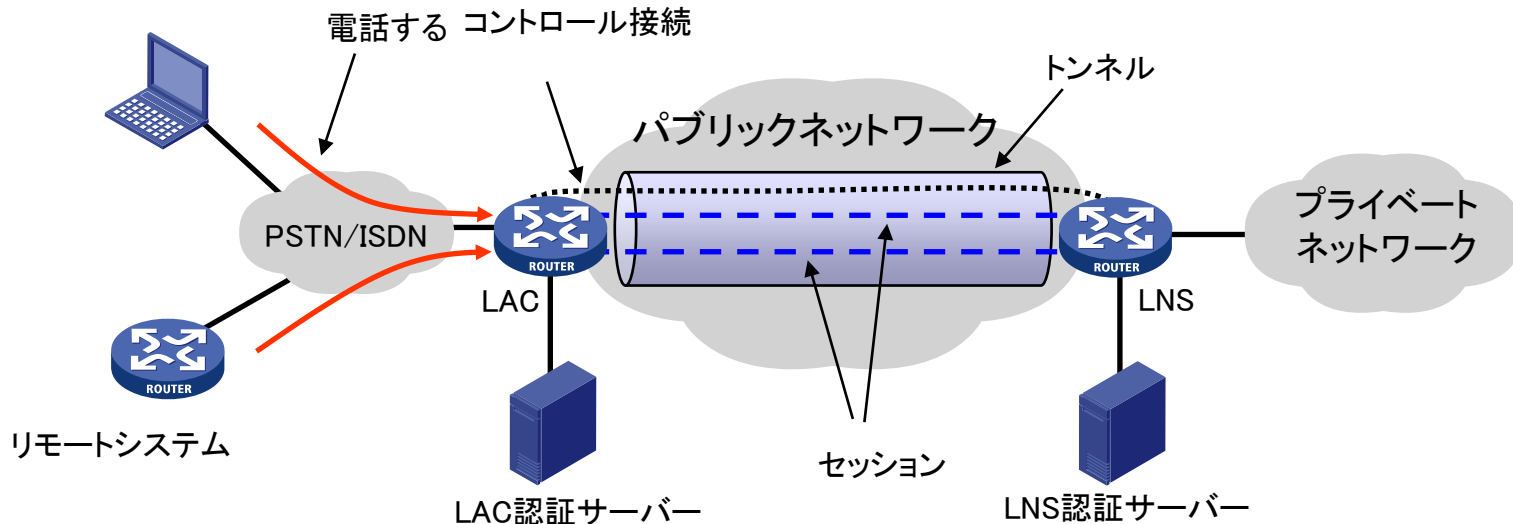 電話する
コントロール接続
トンネル
パブリックネットワーク
PSTN/ISDN
ROUTER
LAC
ROUTER
LNS
プライベート
ネットワーク
ROUTER
リモートシステム
セッション
LAC認証サーバー
LNS認証サーバー